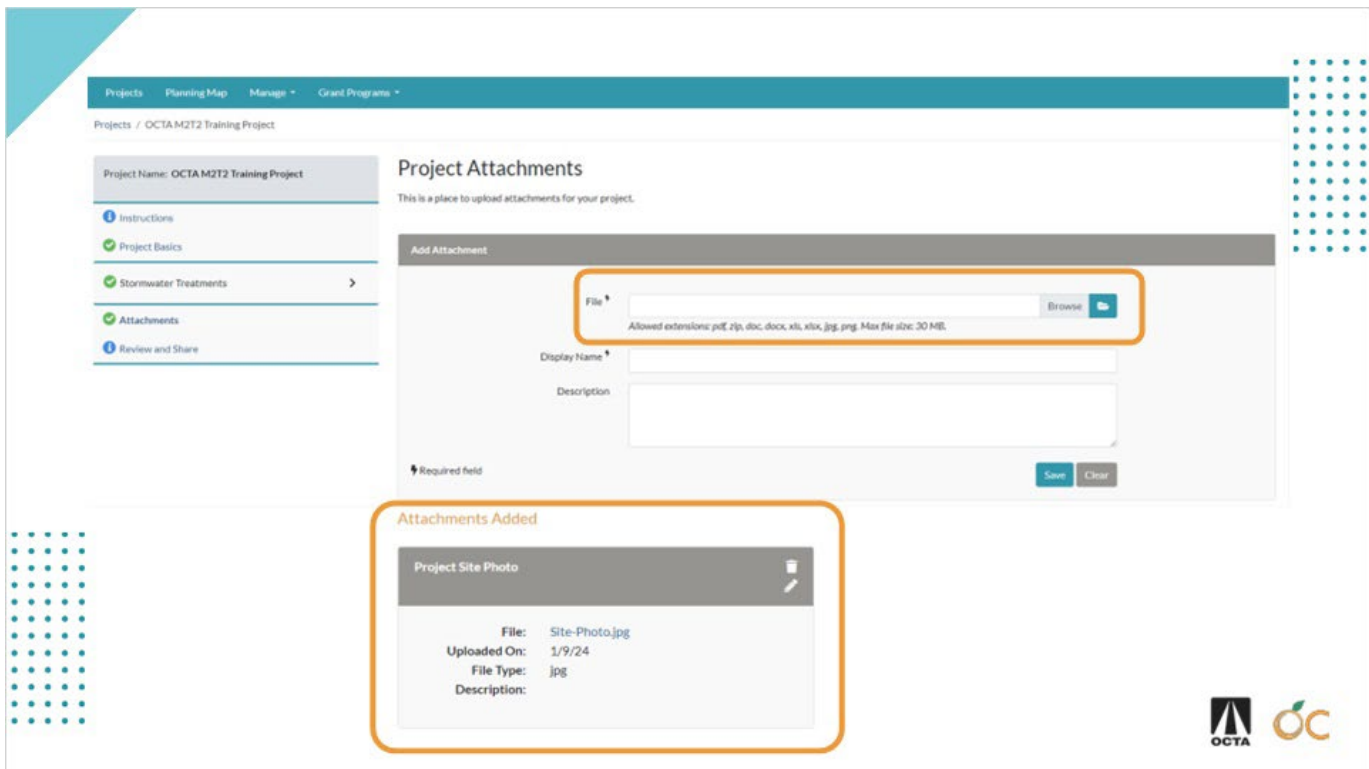 Projects Planning Map Manage Grant Programs
Projects / OCTA M2T2 Training Project
Project Name: OCTA M2T2 Training Project
Instructions
Project Basics
Stormwater Treatments
Attachments
Review and Share
Project Attachments
This is a place to upload attachments for your project.
Add Attachment
File
Browse
Allowed extensions: pdf, zip, doc, docx, xls, xlsx, jpg, png. Max file size: 30 MB.
Display Name
Description
Required field
Save Clear
Attachments Added
Project Site Photo
File: Site-Photo.jpg
Uploaded On: 1/9/24
File Type: jpg
Description:
OCTA
OC